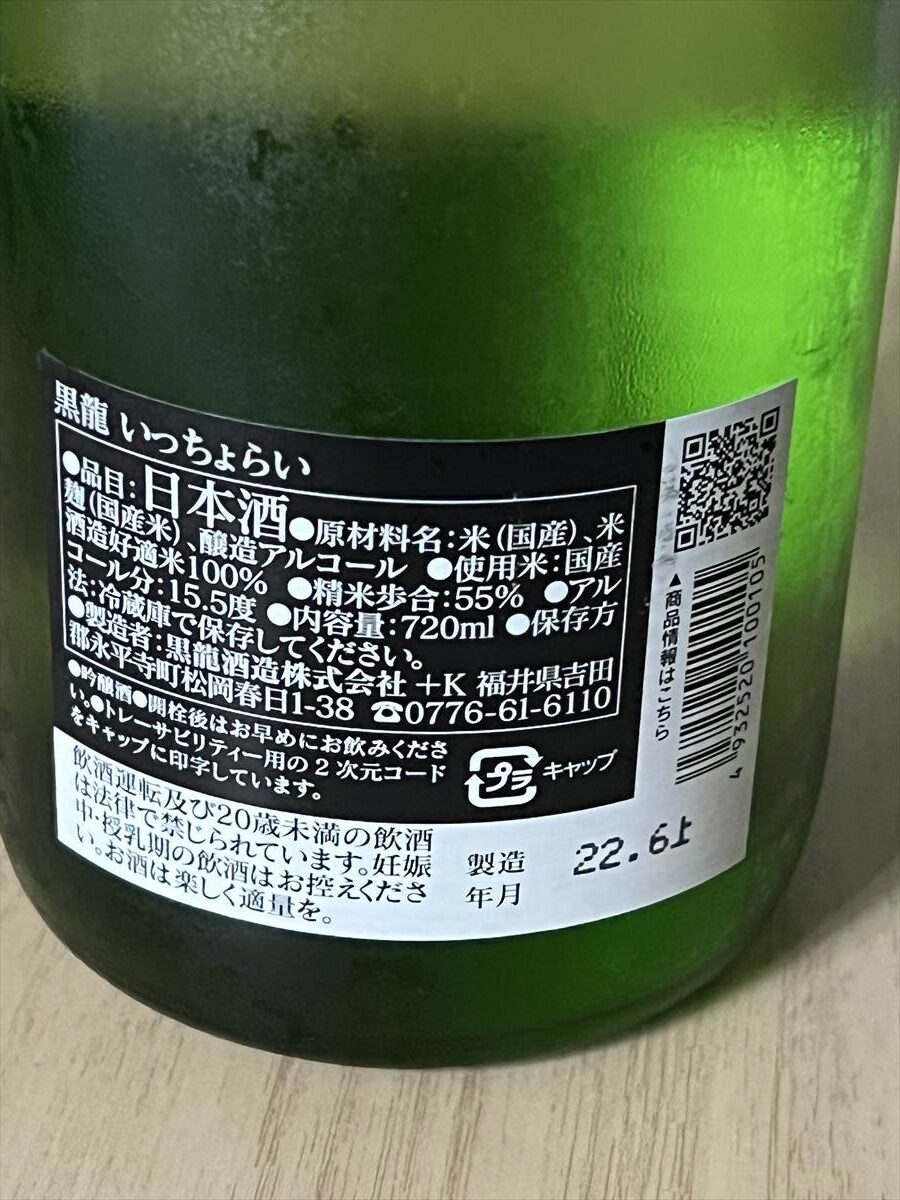 黒龍 いっちょらい
●品目:日本酒●原材料名:米(国産)、米
麹(国産米)、醸造アルコール ●使用米:国産
酒造好適米100% ●精米歩合:55% ●アル
コール分:15.5度 ●内容量:720ml ●保存方
法:冷蔵庫で保存してください。
●製造者:黒龍酒造株式会社 +K 福井県吉田
郡永平寺町松岡春日1-38 ☎0776-61-6110
●吟醸酒●開栓後はお早めにお飲みくださ
い。●トレーサビリティー用の2次元コード
をキャップに印字しています。
プラ キャップ
飲酒運転及び20歳未満の飲酒
は法律で禁じられています。妊娠
中・授乳期の飲酒はお控えくださ
い。お酒は楽しく適量を。
製造
年月
22.6上
▲商品情報はこちら
4932520100105